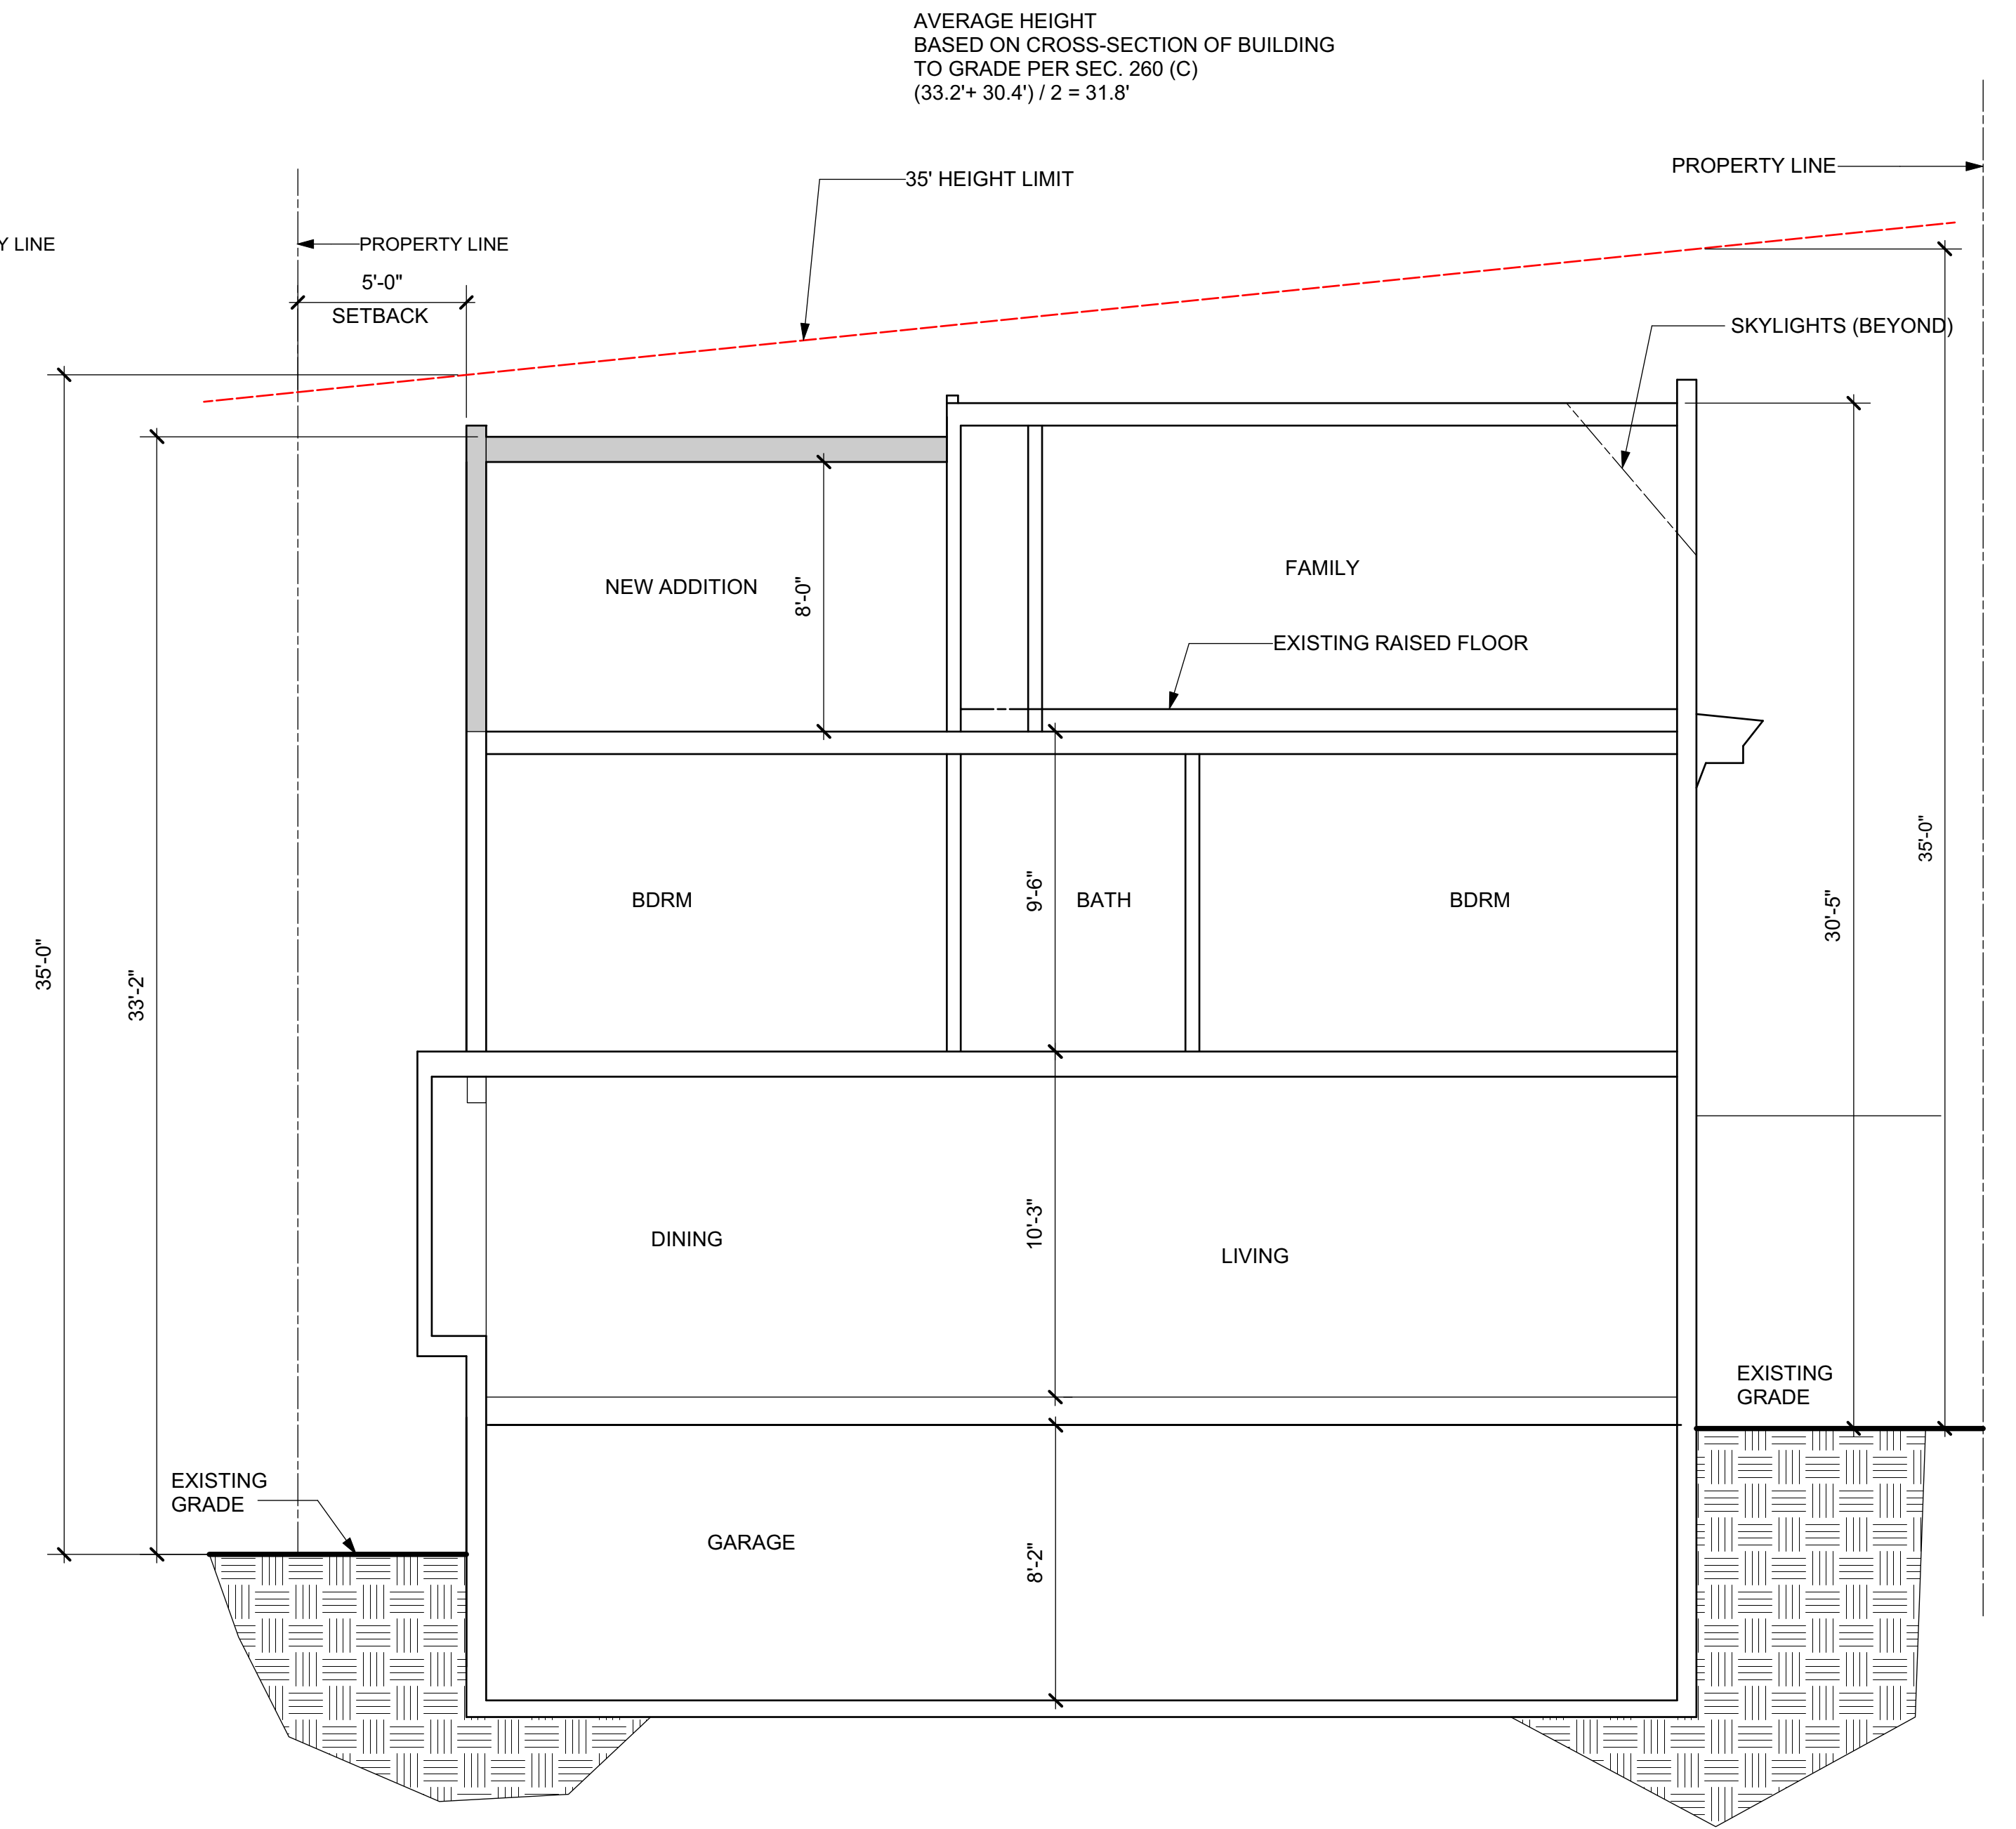 AVERAGE HEIGHT
BASED ON CROSS-SECTION OF BUILDING
TO GRADE PER SEC. 260 (C)
(33.2'+ 30.4') / 2 = 31.8'
PROPERTY LINE
35' HEIGHT LIMIT
Y LINE
PROPERTY LINE
5'-0"
SETBACK
SKYLIGHTS (BEYOND)
NEW ADDITION
8'-0"
FAMILY
EXISTING RAISED FLOOR
BDRM
9'-6"
BATH
BDRM
35'-0"
30'-5"
35'-0"
33'-2"
DINING
10'-3"
LIVING
EXISTING
GRADE
EXISTING
GRADE
GARAGE
8'-2"